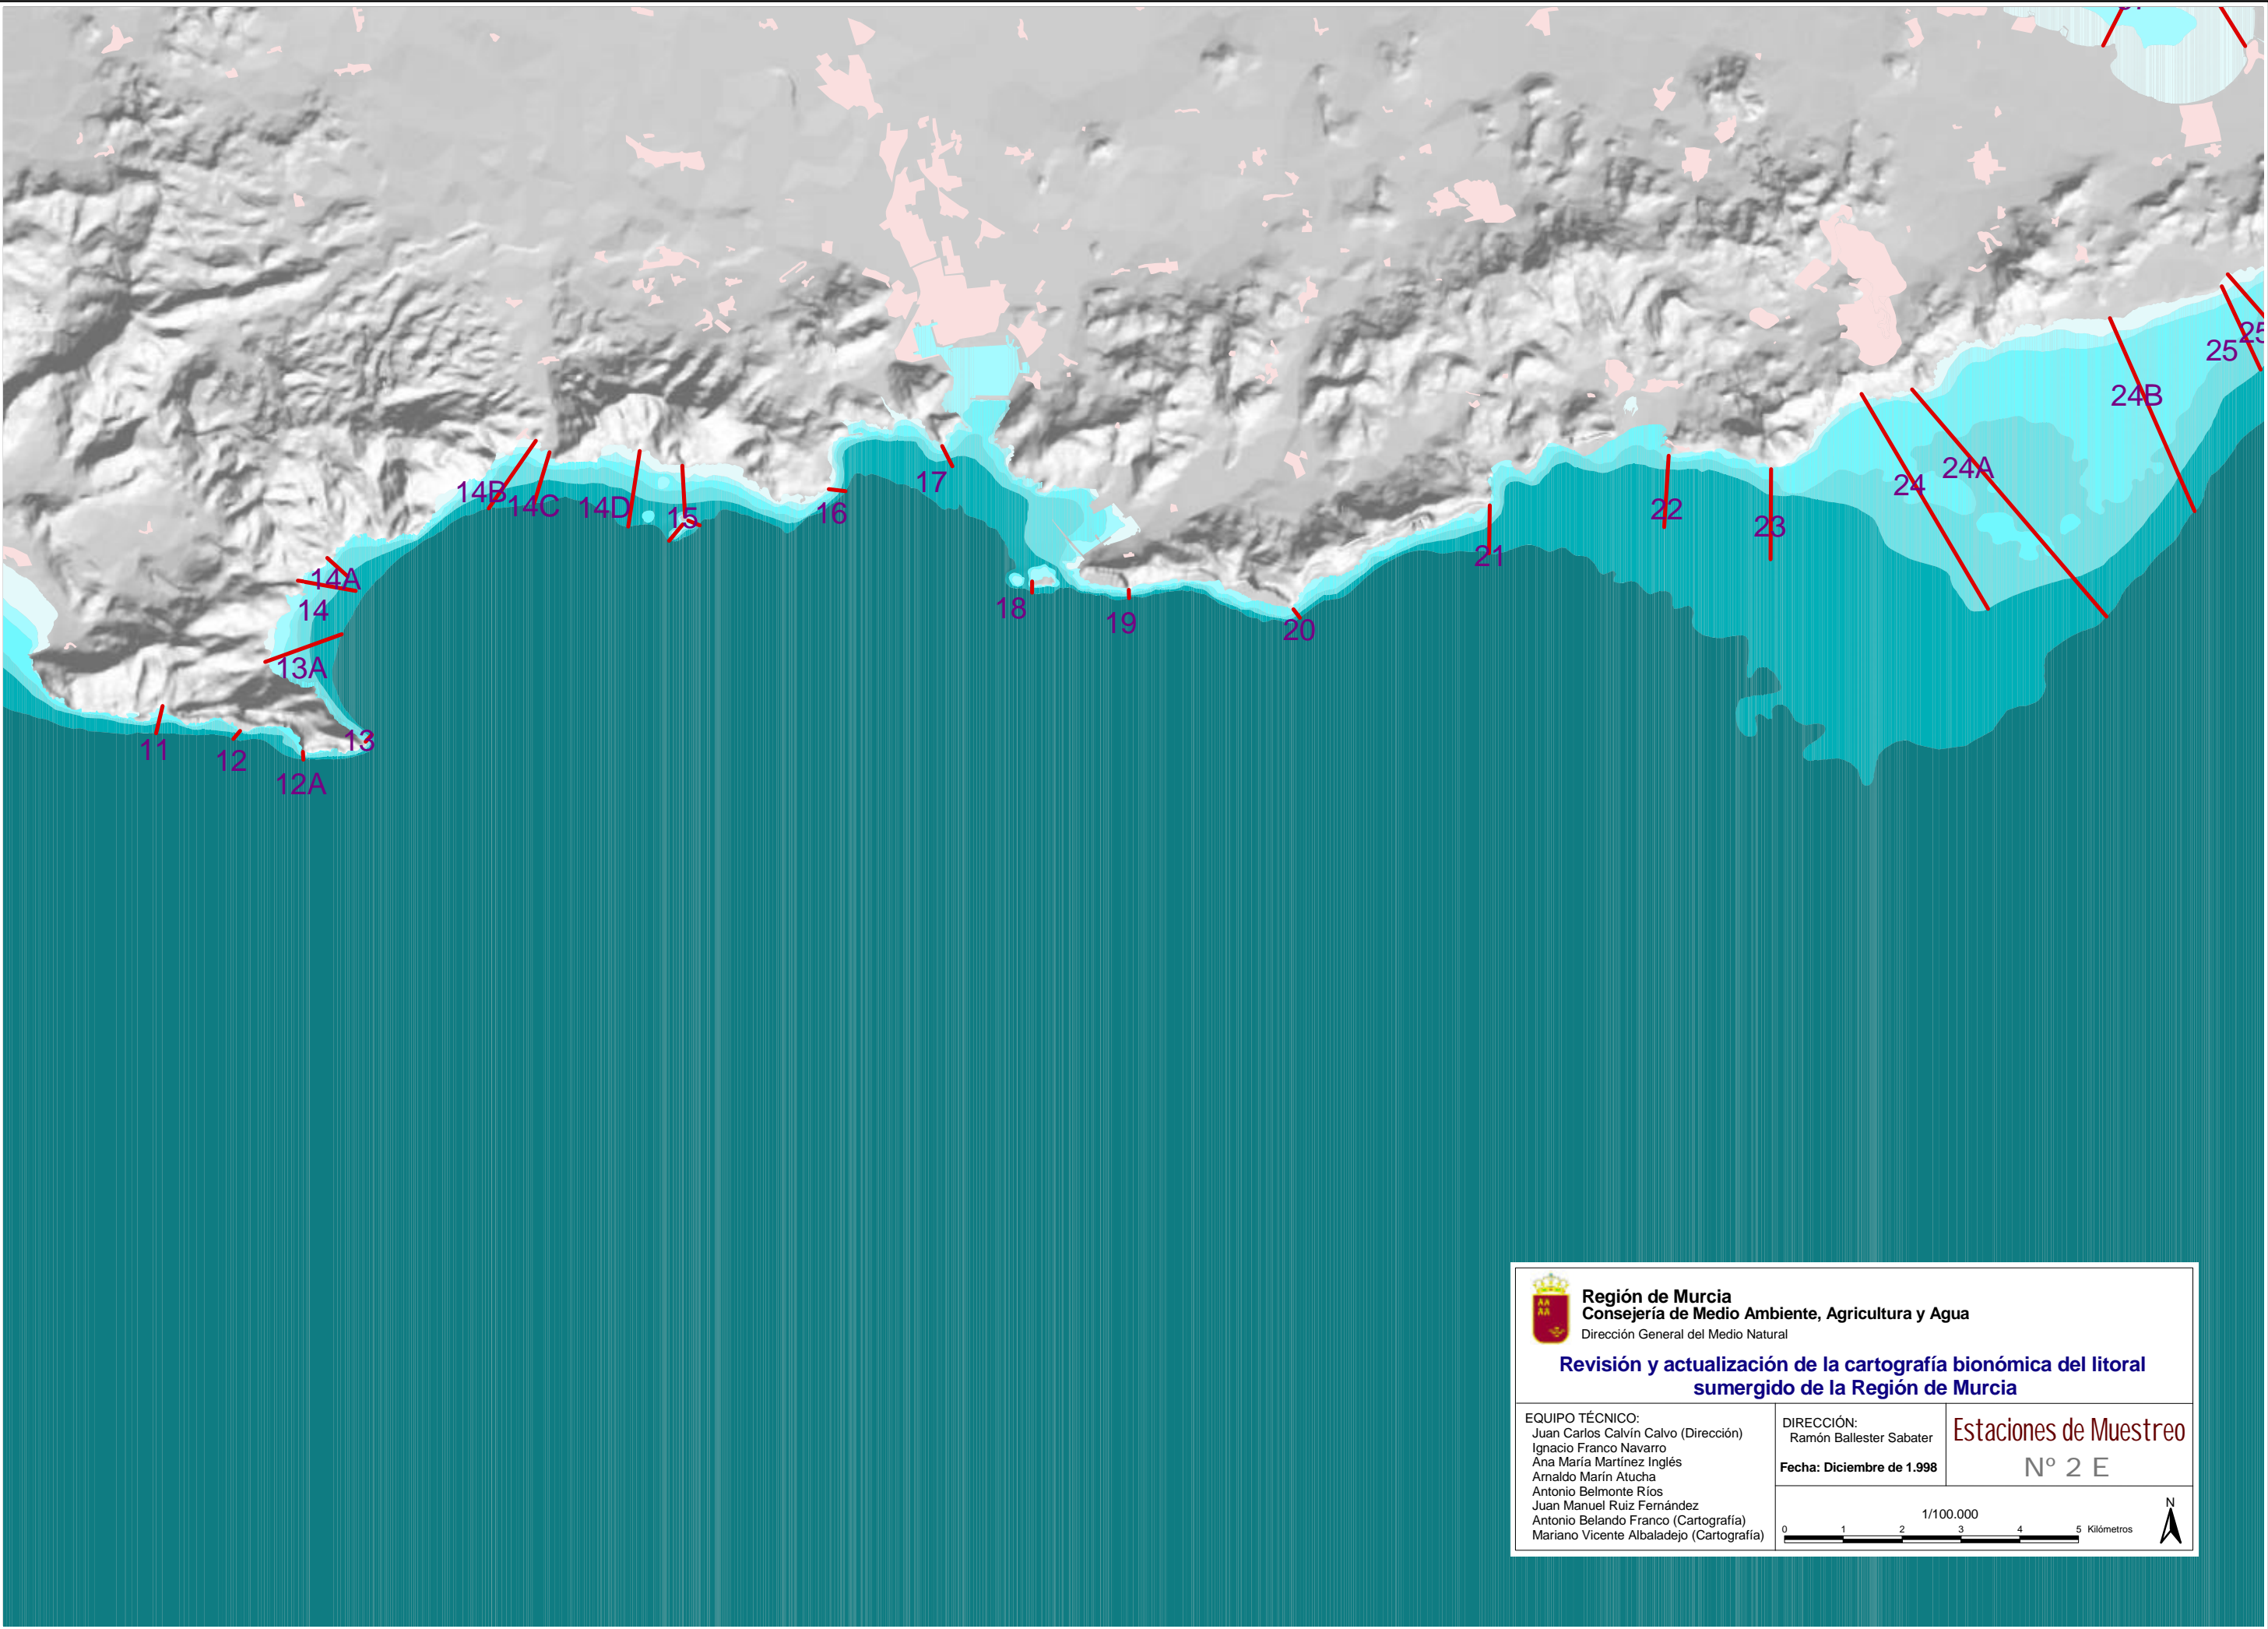 25
25
24B
24A
24
14B
14C
14D
15
16
17
22
23
21
14A
14
18
19
20
13A
13
11
12
12A
Región de Murcia
Consejería de Medio Ambiente, Agricultura y Agua
Dirección General del Medio Natural
Revisión y actualización de la cartografía bionómica del litoral
sumergido de la Región de Murcia
EQUIPO TÉCNICO:
Juan Carlos Calvín Calvo (Dirección)
Ignacio Franco Navarro
Ana María Martínez Inglés
Arnaldo Marín Atucha
Antonio Belmonte Ríos
Juan Manuel Ruiz Fernández
Antonio Belando Franco (Cartografía)
Mariano Vicente Albaladejo (Cartografía)
DIRECCIÓN:
Ramón Ballester Sabater
Fecha: Diciembre de 1.998
Estaciones de Muestreo
Nº 2 E
1/100.000
0 1 2 3 4 5 Kilómetros
N